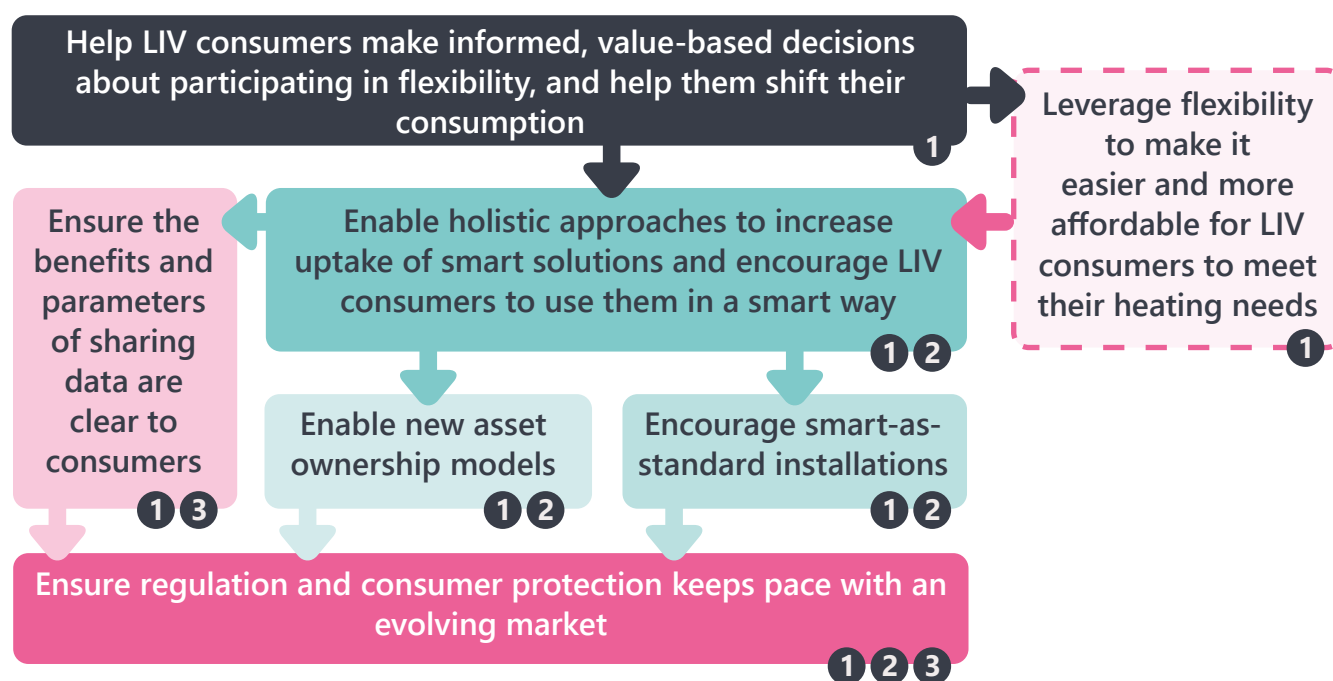 Help LIV consumers make informed, value-based decisions
about participating in flexibility, and help them shift their
consumption
1
Leverage flexibility
to make it
easier and more
affordable for LIV
consumers to meet
their heating needs
1
Enable holistic approaches to increase
uptake of smart solutions and encourage LIV
consumers to use them in a smart way
1 2
Ensure the
benefits and
parameters
of sharing
data are
clear to
consumers
1 3
Enable new asset
ownership models
1 2
Encourage smart-as-
standard installations
1 2
Ensure regulation and consumer protection keeps pace with an
evolving market
1 2 3